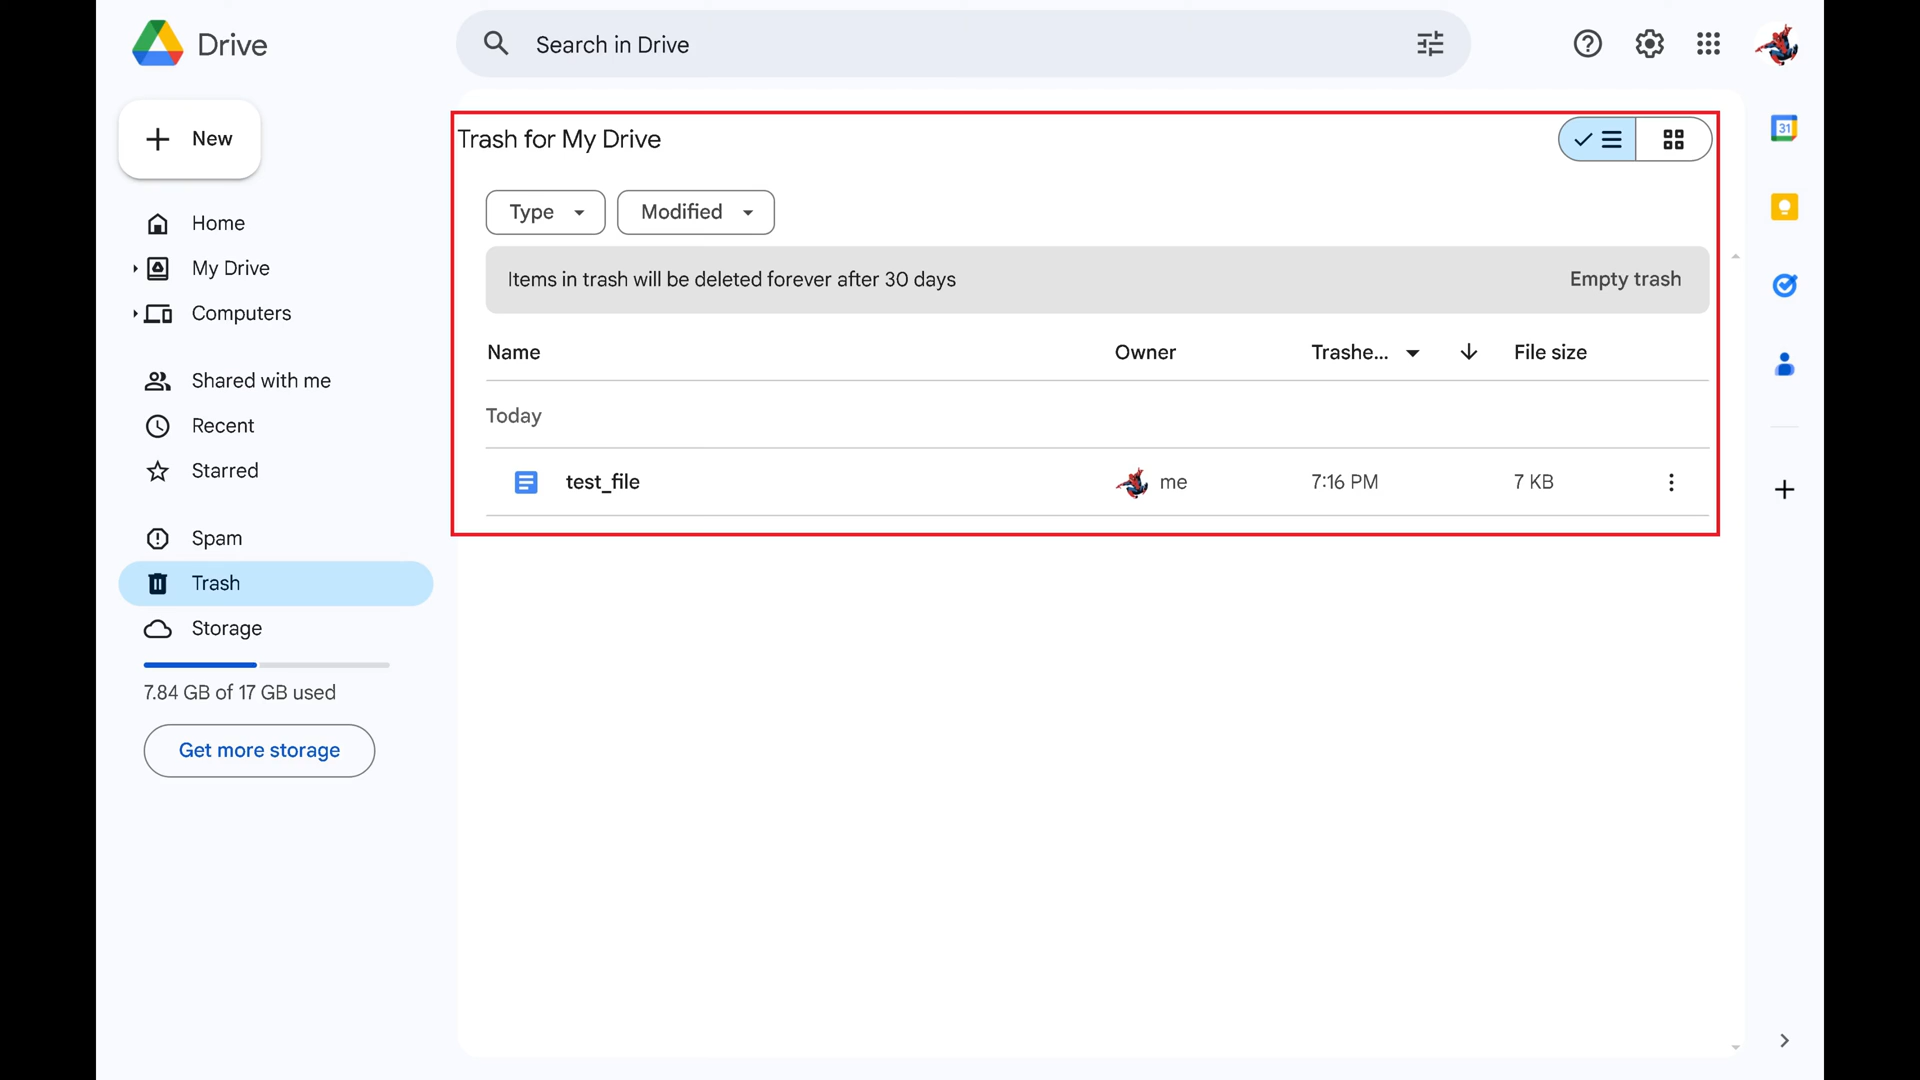 Drive
Search in Drive
New
Home
My Drive
Computers
Shared with me
Recent
Starred
Spam
Trash
Storage
7.84 GB of 17 GB used
Get more storage
Trash for My Drive
Type Modified
Items in trash will be deleted forever after 30 days Empty trash
Name Owner Trashe... File size
Today
test_file me 7:16 PM 7 KB
31